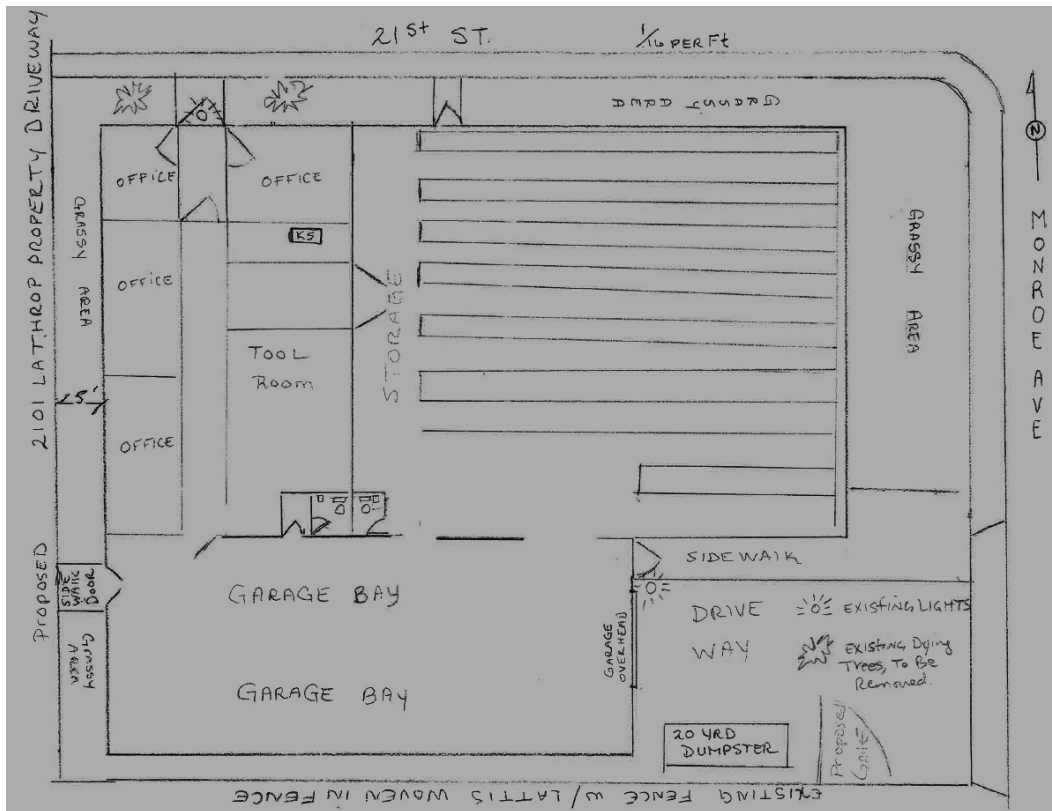 21st ST. 1/16 PER Ft
2101 LATHROP PROPERTY DRIVEWAY
PROPOSED
GRASSY AREA
N
MONROE AVE
OFFICE
OFFICE
GRASSY AREA
KS
OFFICE
STORAGE
GRASSY AREA
TOOL
ROOM
5'
OFFICE
SIDEWALK
SIDE
WALK
DOOR
GARAGE BAY
GARAGE
OVERHEAD
DRIVE
WAY
EXISTING LIGHTS
EXISTING Dying
Trees, To Be
Removed.
GRASSY
AREA
GARAGE BAY
20 YRD
DUMPSTER
Proposed
GATE
EXISTING FENCE W/ LATTIS WOVEN IN FENCE